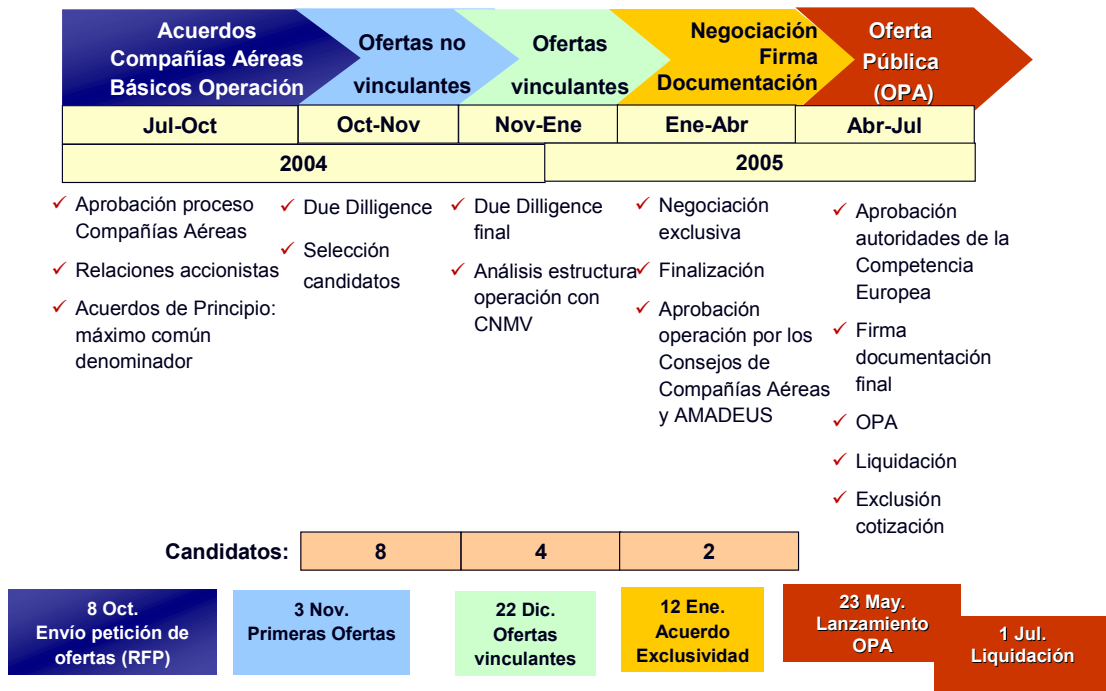 Acuerdos
Compañías Aéreas
Básicos Operación
Ofertas no
vinculantes
Ofertas
vinculantes
Negociación
Firma
Documentación
Oferta
Pública
(OPA)
Jul-Oct
Oct-Nov
Nov-Ene
Ene-Abr
Abr-Jul
2004
2005
✓ Aprobación proceso
Compañías Aéreas
✓ Relaciones accionistas
✓ Acuerdos de Principio:
máximo común
denominador
✓ Due Dilligence
✓ Selección
candidatos
✓ Due Dilligence
final
✓ Análisis estructura
operación con
CNMV
✓ Negociación
exclusiva
✓ Finalización
✓ Aprobación
operación por los
Consejos de
Compañías Aéreas
y AMADEUS
✓ Aprobación
autoridades de la
Competencia
Europea
✓ Firma
documentación
final
✓ OPA
✓ Liquidación
✓ Exclusión
cotización
Candidatos:
8
4
2
8 Oct.
Envío petición de
ofertas (RFP)
3 Nov.
Primeras Ofertas
22 Dic.
Ofertas
vinculantes
12 Ene.
Acuerdo
Exclusividad
23 May.
Lanzamiento
OPA
1 Jul.
Liquidación